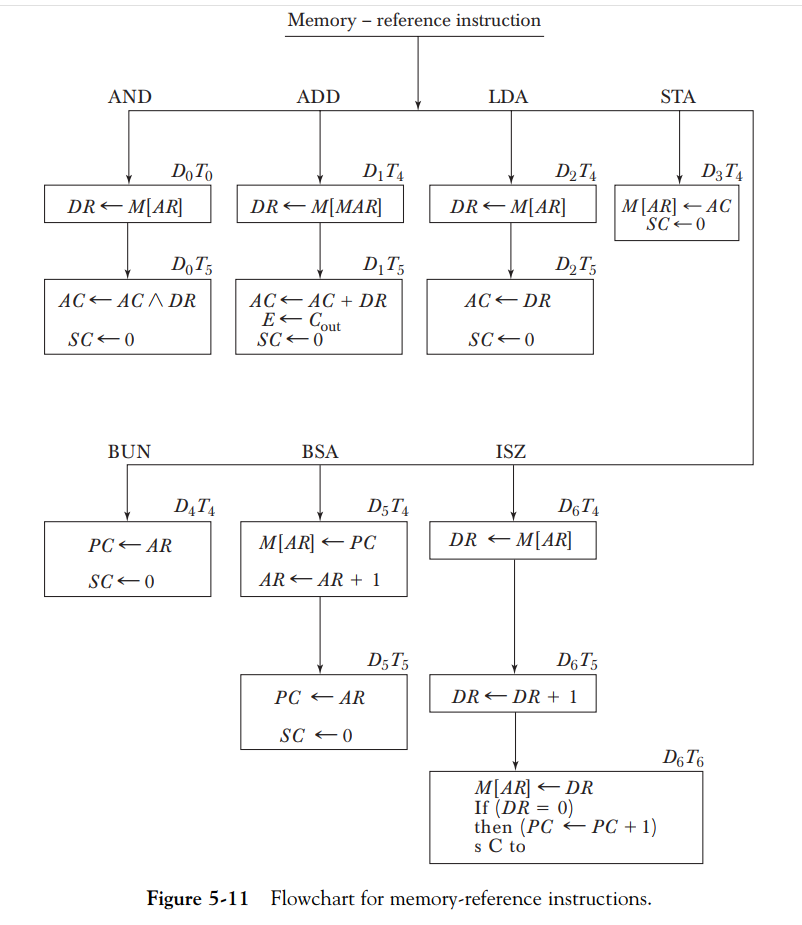 Memory – reference instruction
AND ADD LDA STA
D₀T₀ D₁T₄ D₂T₄ D₃T₄
DR ← M[AR] DR ← M[MAR] DR ← M[AR] M[AR] ← AC
SC ← 0
D₀T₅ D₁T₅ D₂T₅
AC ← AC ∧ DR AC ← AC + DR AC ← DR
E ← Cout
SC ← 0 SC ← 0 SC ← 0
BUN BSA ISZ
D₄T₄ D₅T₄ D₆T₄
PC ← AR M[AR] ← PC DR ← M[AR]
SC ← 0 AR ← AR + 1
D₅T₅ D₆T₅
PC ← AR DR ← DR + 1
SC ← 0
D₆T₆
M[AR] ← DR
If (DR = 0)
then (PC ← PC + 1)
s C to
Figure 5-11 Flowchart for memory-reference instructions.